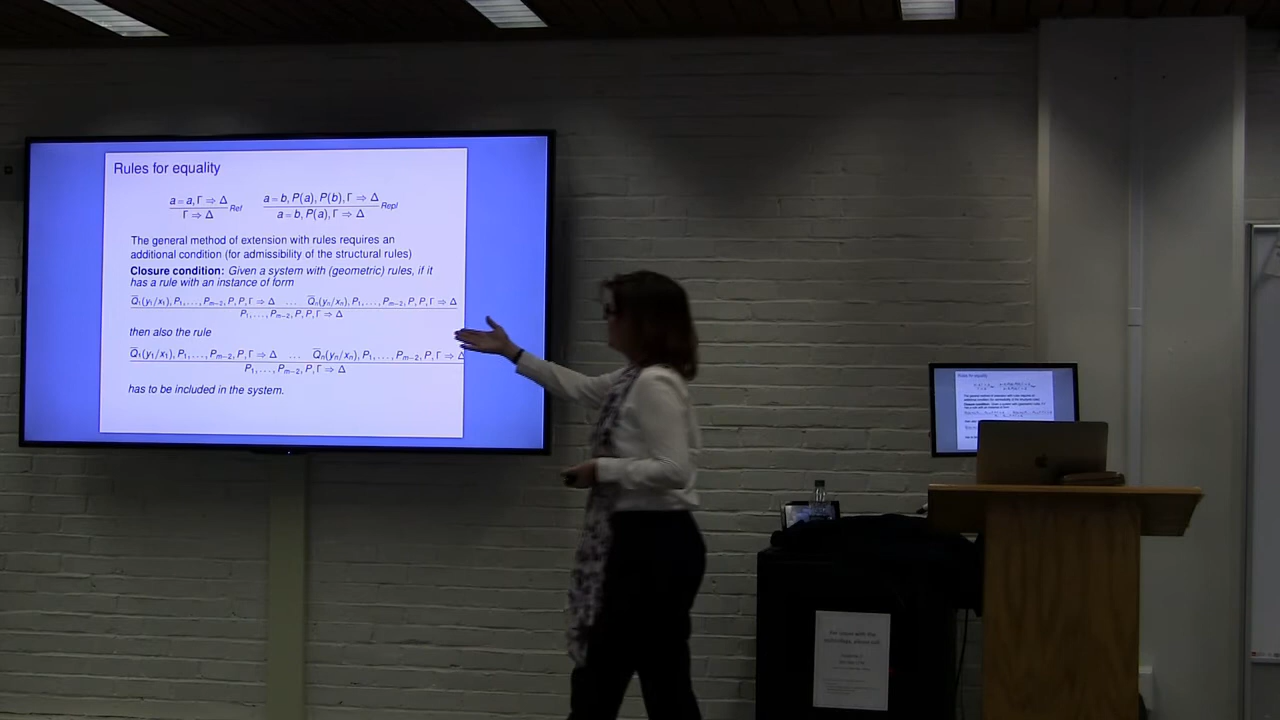 Rules for equality
a = a, Γ ⇒ Δ
Γ ⇒ Δ
Ref
a = b, P(a), P(b), Γ ⇒ Δ
a = b, P(a), Γ ⇒ Δ
Repl
The general method of extension with rules requires an
additional condition (for admissibility of the structural rules)
Closure condition: Given a system with (geometric) rules, if it
has a rule with an instance of form
Q̅₁(y₁/x₁), P₁, . . . , Pₘ₋₂, P, P, Γ ⇒ Δ . . . Q̅ₙ(yₙ/xₙ), P₁, . . . , Pₘ₋₂, P, P, Γ ⇒ Δ
P₁, . . . , Pₘ₋₂, P, P, Γ ⇒ Δ
then also the rule
Q̅₁(y₁/x₁), P₁, . . . , Pₘ₋₂, P, Γ ⇒ Δ . . . Q̅ₙ(yₙ/xₙ), P₁, . . . , Pₘ₋₂, P, Γ ⇒ Δ
P₁, . . . , Pₘ₋₂, P, Γ ⇒ Δ
has to be included in the system.
Rules for equality